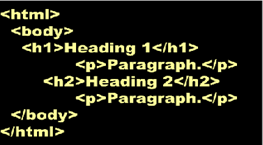 <html>
<body>
<h1>Heading 1</h1>
<p>Paragraph.</p>
<h2>Heading 2</h2>
<p>Paragraph.</p>
</body>
</html>